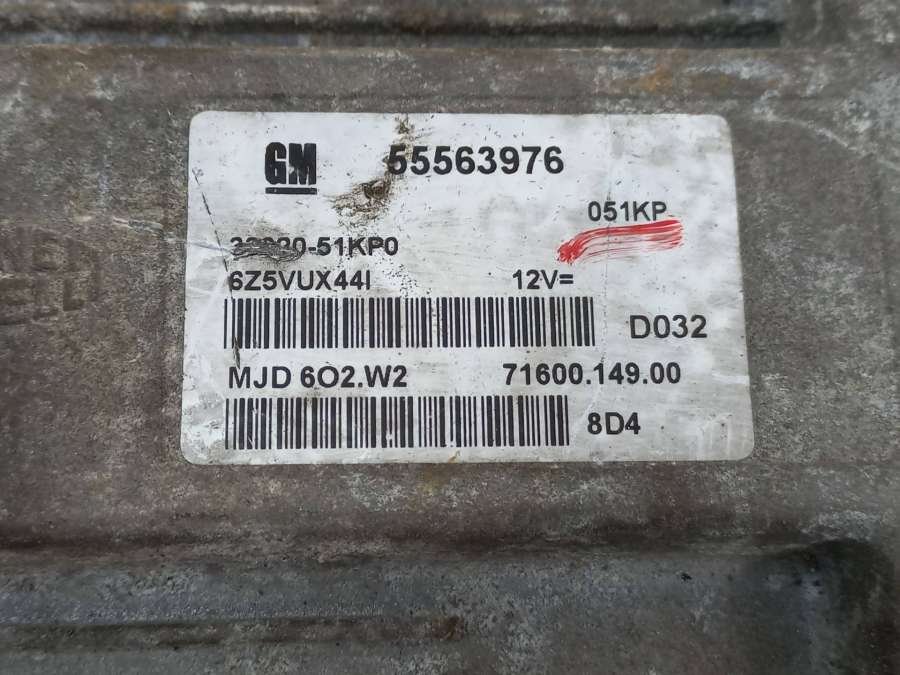 GM 55563976
051KP
-51KP0
6Z5VUX44I 12V=
D032
MJD 6O2.W2 71600.149.00
8D4